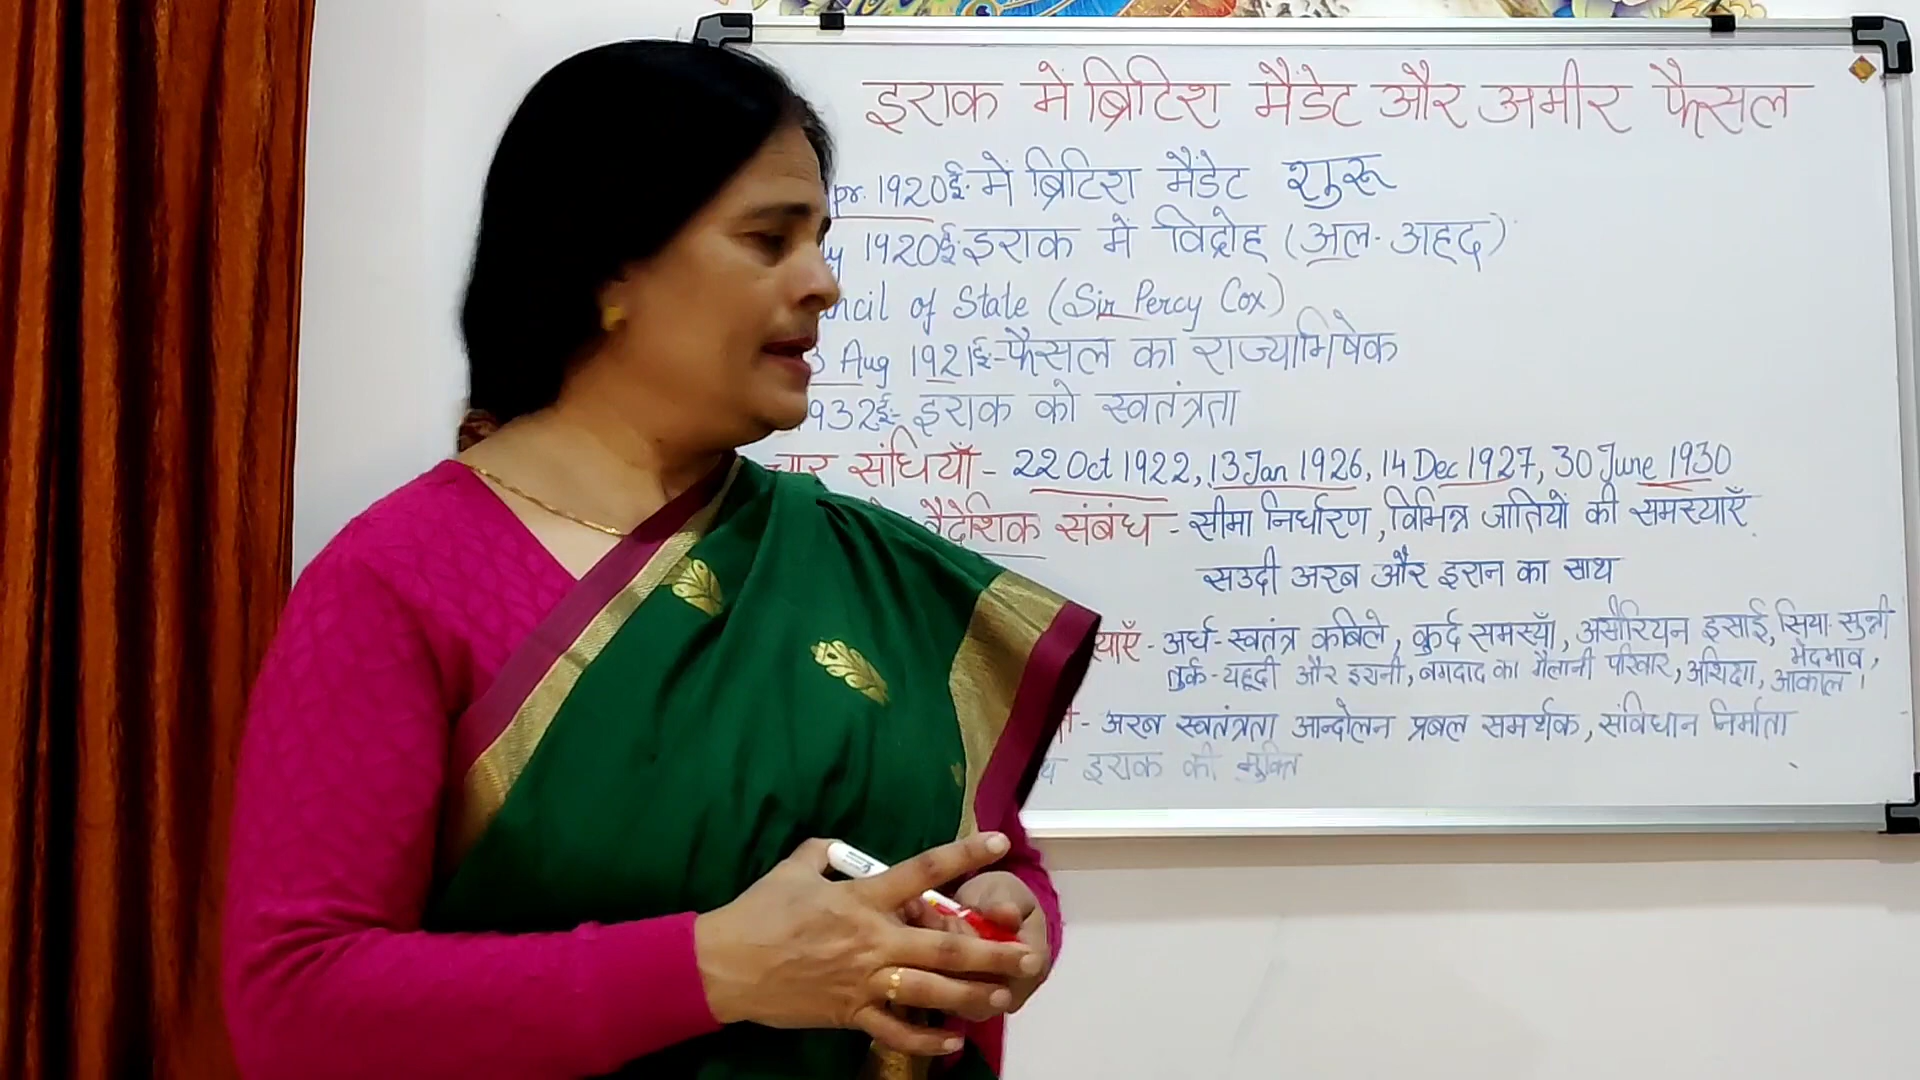 इराक में ब्रिटिश मैंडेट और अमीर फैसल
pr. 1920ई. में ब्रिटिश मैंडेट शुरू
y 1920ई. इराक में विद्रोह (अल-अहद)
ncil of State (Sir Percy Cox)
3 Aug 1921ई-फैसल का राज्याभिषेक
932ई- इराक को स्वतंत्रता
चार संधियाँ - 22 Oct 1922, 13 Jan 1926, 14 Dec 1927, 30 June 1930
वैदेशिक संबंध - सीमा निर्धारण, विभिन्न जातियों की समस्याएँ
सउदी अरब और इरान का साथ
स्याएँ - अर्ध-स्वतंत्र कबिले, कुर्द समस्याँ, असीरियन इसाई, सिया-सुन्नी भेदभाव,
तुर्क-यहूदी और इरानी, बगदाद का गैलानी परिवार, अशिक्षा, आकाल।
- अरब स्वतंत्रता आन्दोलन प्रबल समर्थक, संविधान निर्माता
इराक की मुक्ति